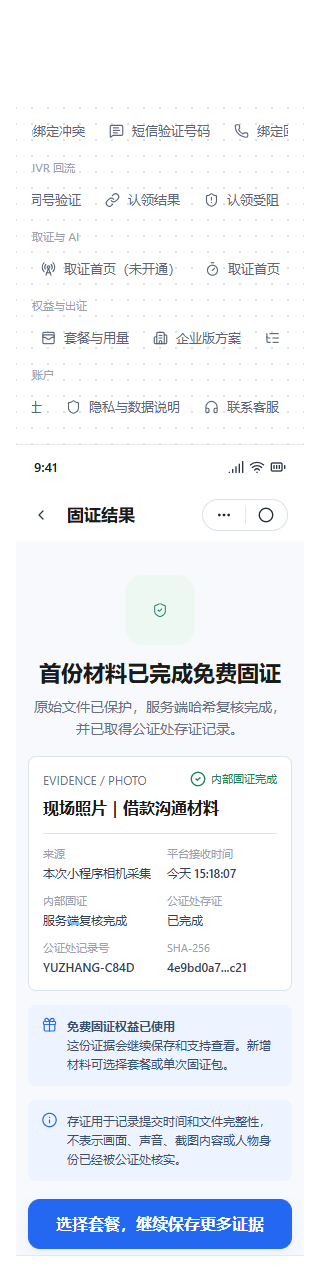 绑定冲突 短信验证号码
IVR 回流
认领结果 认领受阻
取证与 AI
取证首页（未开通） 取证首页
权益与出证
套餐与用量 企业版方案
账户
隐私与数据说明 联系客服
9:41
固证结果
首份材料已完成免费固证
原始文件已保护，服务端哈希复核完成，
并已取得公证处存证记录。
EVIDENCE / PHOTO 内部固证完成
现场照片｜借款沟通材料
来源 平台接收时间
本次小程序相机采集 今天 15:18:07
内部固证 公证处存证
服务端复核完成 已完成
公证处记录号 SHA-256
YUZHANG-C84D 4e9bd0a7...c21
免费固证权益已使用
这份证据会继续保存和支持查看。新增
材料可选择套餐或单次固证包。
存证用于记录提交时间和文件完整性，
不表示画面、声音、截图内容或人物身
份已经被公证处核实。
选择套餐，继续保存更多证据